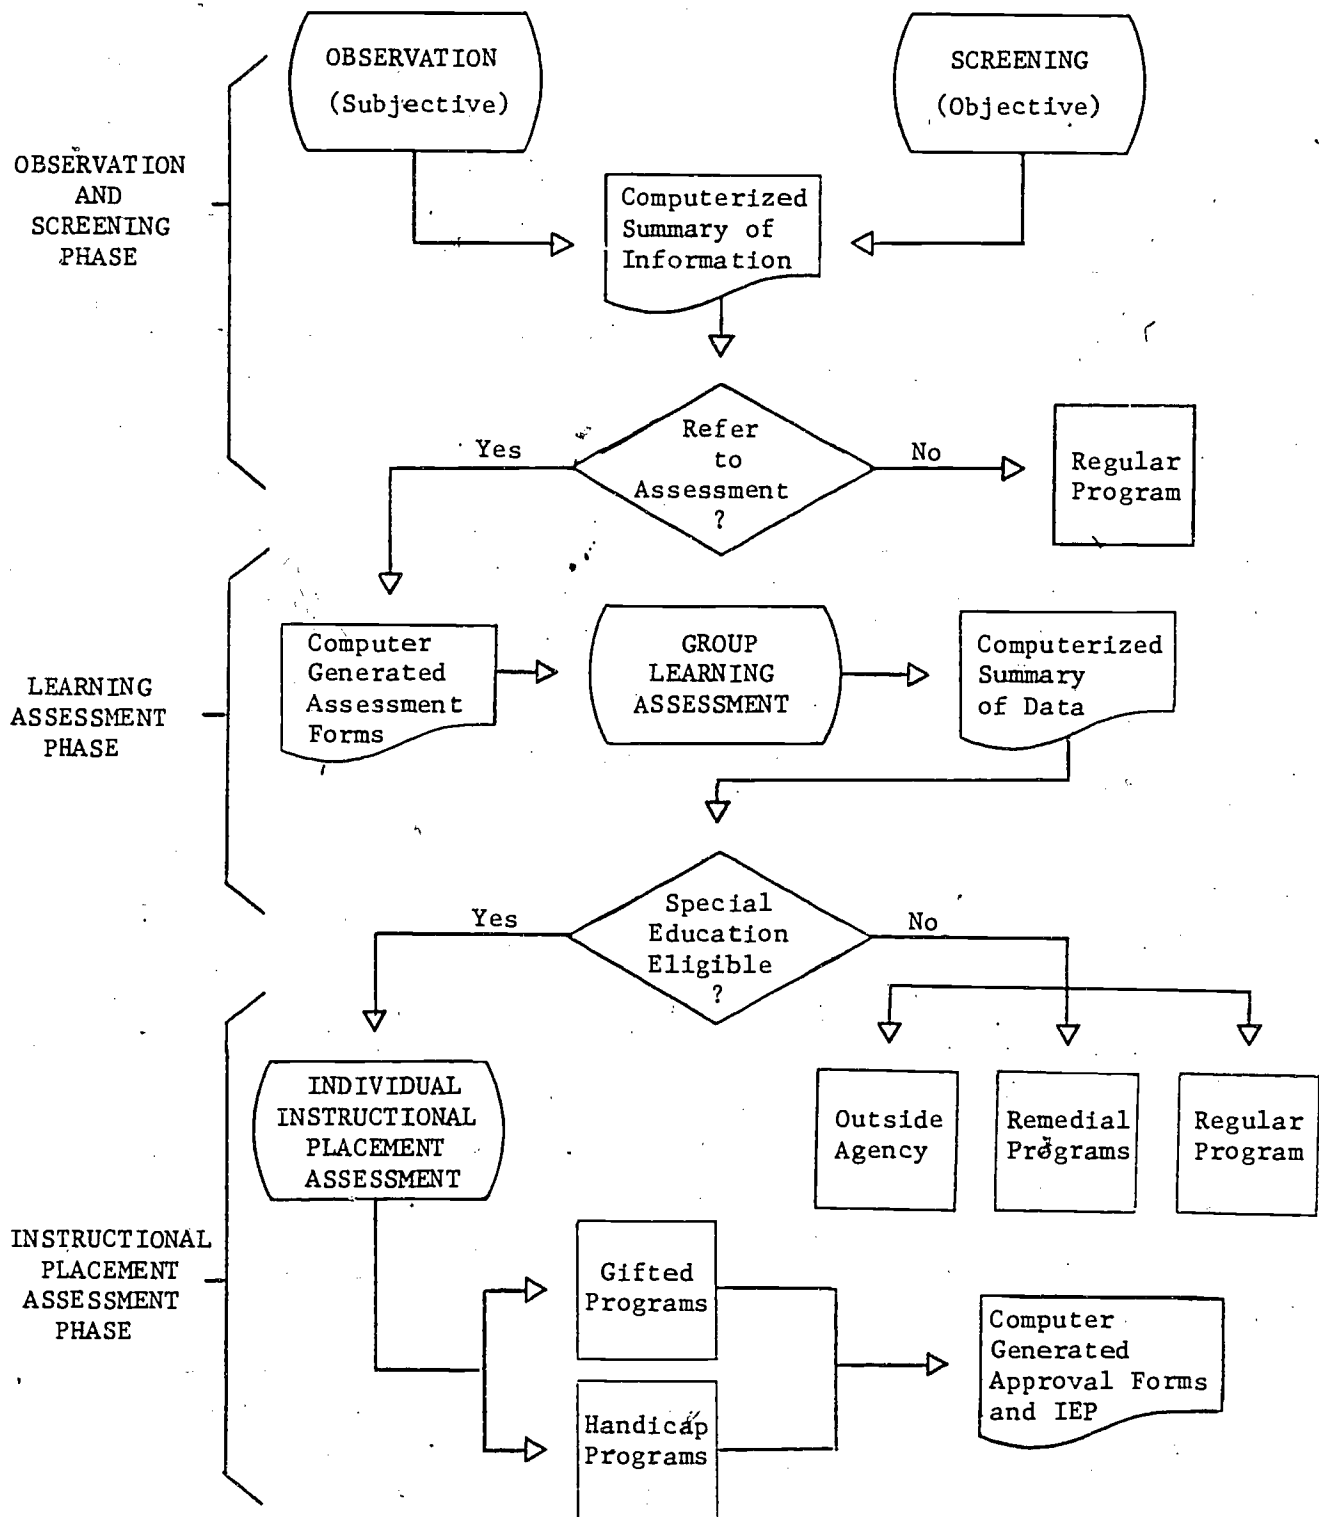 OBSERVATION
(Subjective)
SCREENING
(Objective)
OBSERVATION
AND
SCREENING
PHASE
Computerized
Summary of
Information
Refer
to
Assessment
?
Yes
No
Regular
Program
LEARNING
ASSESSMENT
PHASE
Computer
Generated
Assessment
Forms
GROUP
LEARNING
ASSESSMENT
Computerized
Summary
of Data
Special
Education
Eligible
?
Yes
No
INDIVIDUAL
INSTRUCTIONAL
PLACEMENT
ASSESSMENT
Outside
Agency
Remedial
Programs
Regular
Program
INSTRUCTIONAL
PLACEMENT
ASSESSMENT
PHASE
Gifted
Programs
Handicap
Programs
Computer
Generated
Approval Forms
and IEP